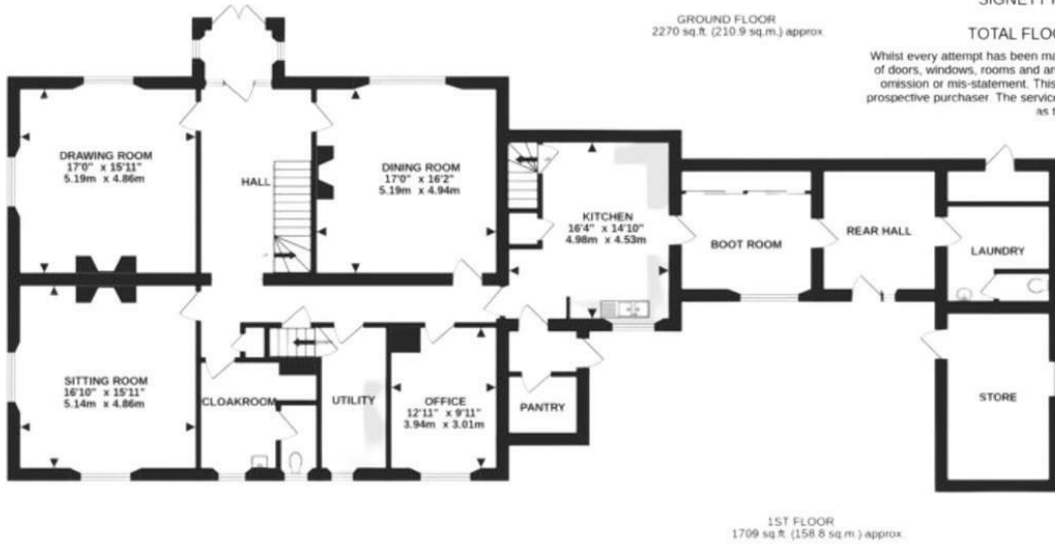 GROUND FLOOR
2270 sq.ft. (210.9 sq.m.) approx.
TOTAL
Whilst every attempt has been
of doors, windows, rooms and
omission or mis-statement. This
prospective purchaser. The
as
DRAWING ROOM
17'0" x 15'11"
5.19m x 4.86m
HALL
DINING ROOM
17'0" x 16'2"
5.19m x 4.94m
KITCHEN
16'4" x 14'10"
4.98m x 4.53m
BOOT ROOM
REAR HALL
LAUNDRY
SITTING ROOM
16'10" x 15'11"
5.14m x 4.86m
CLOAKROOM
UTILITY
OFFICE
12'11" x 9'11"
3.94m x 3.01m
PANTRY
STORE
1ST FLOOR
1709 sq.ft. (158.8 sq.m.) approx.